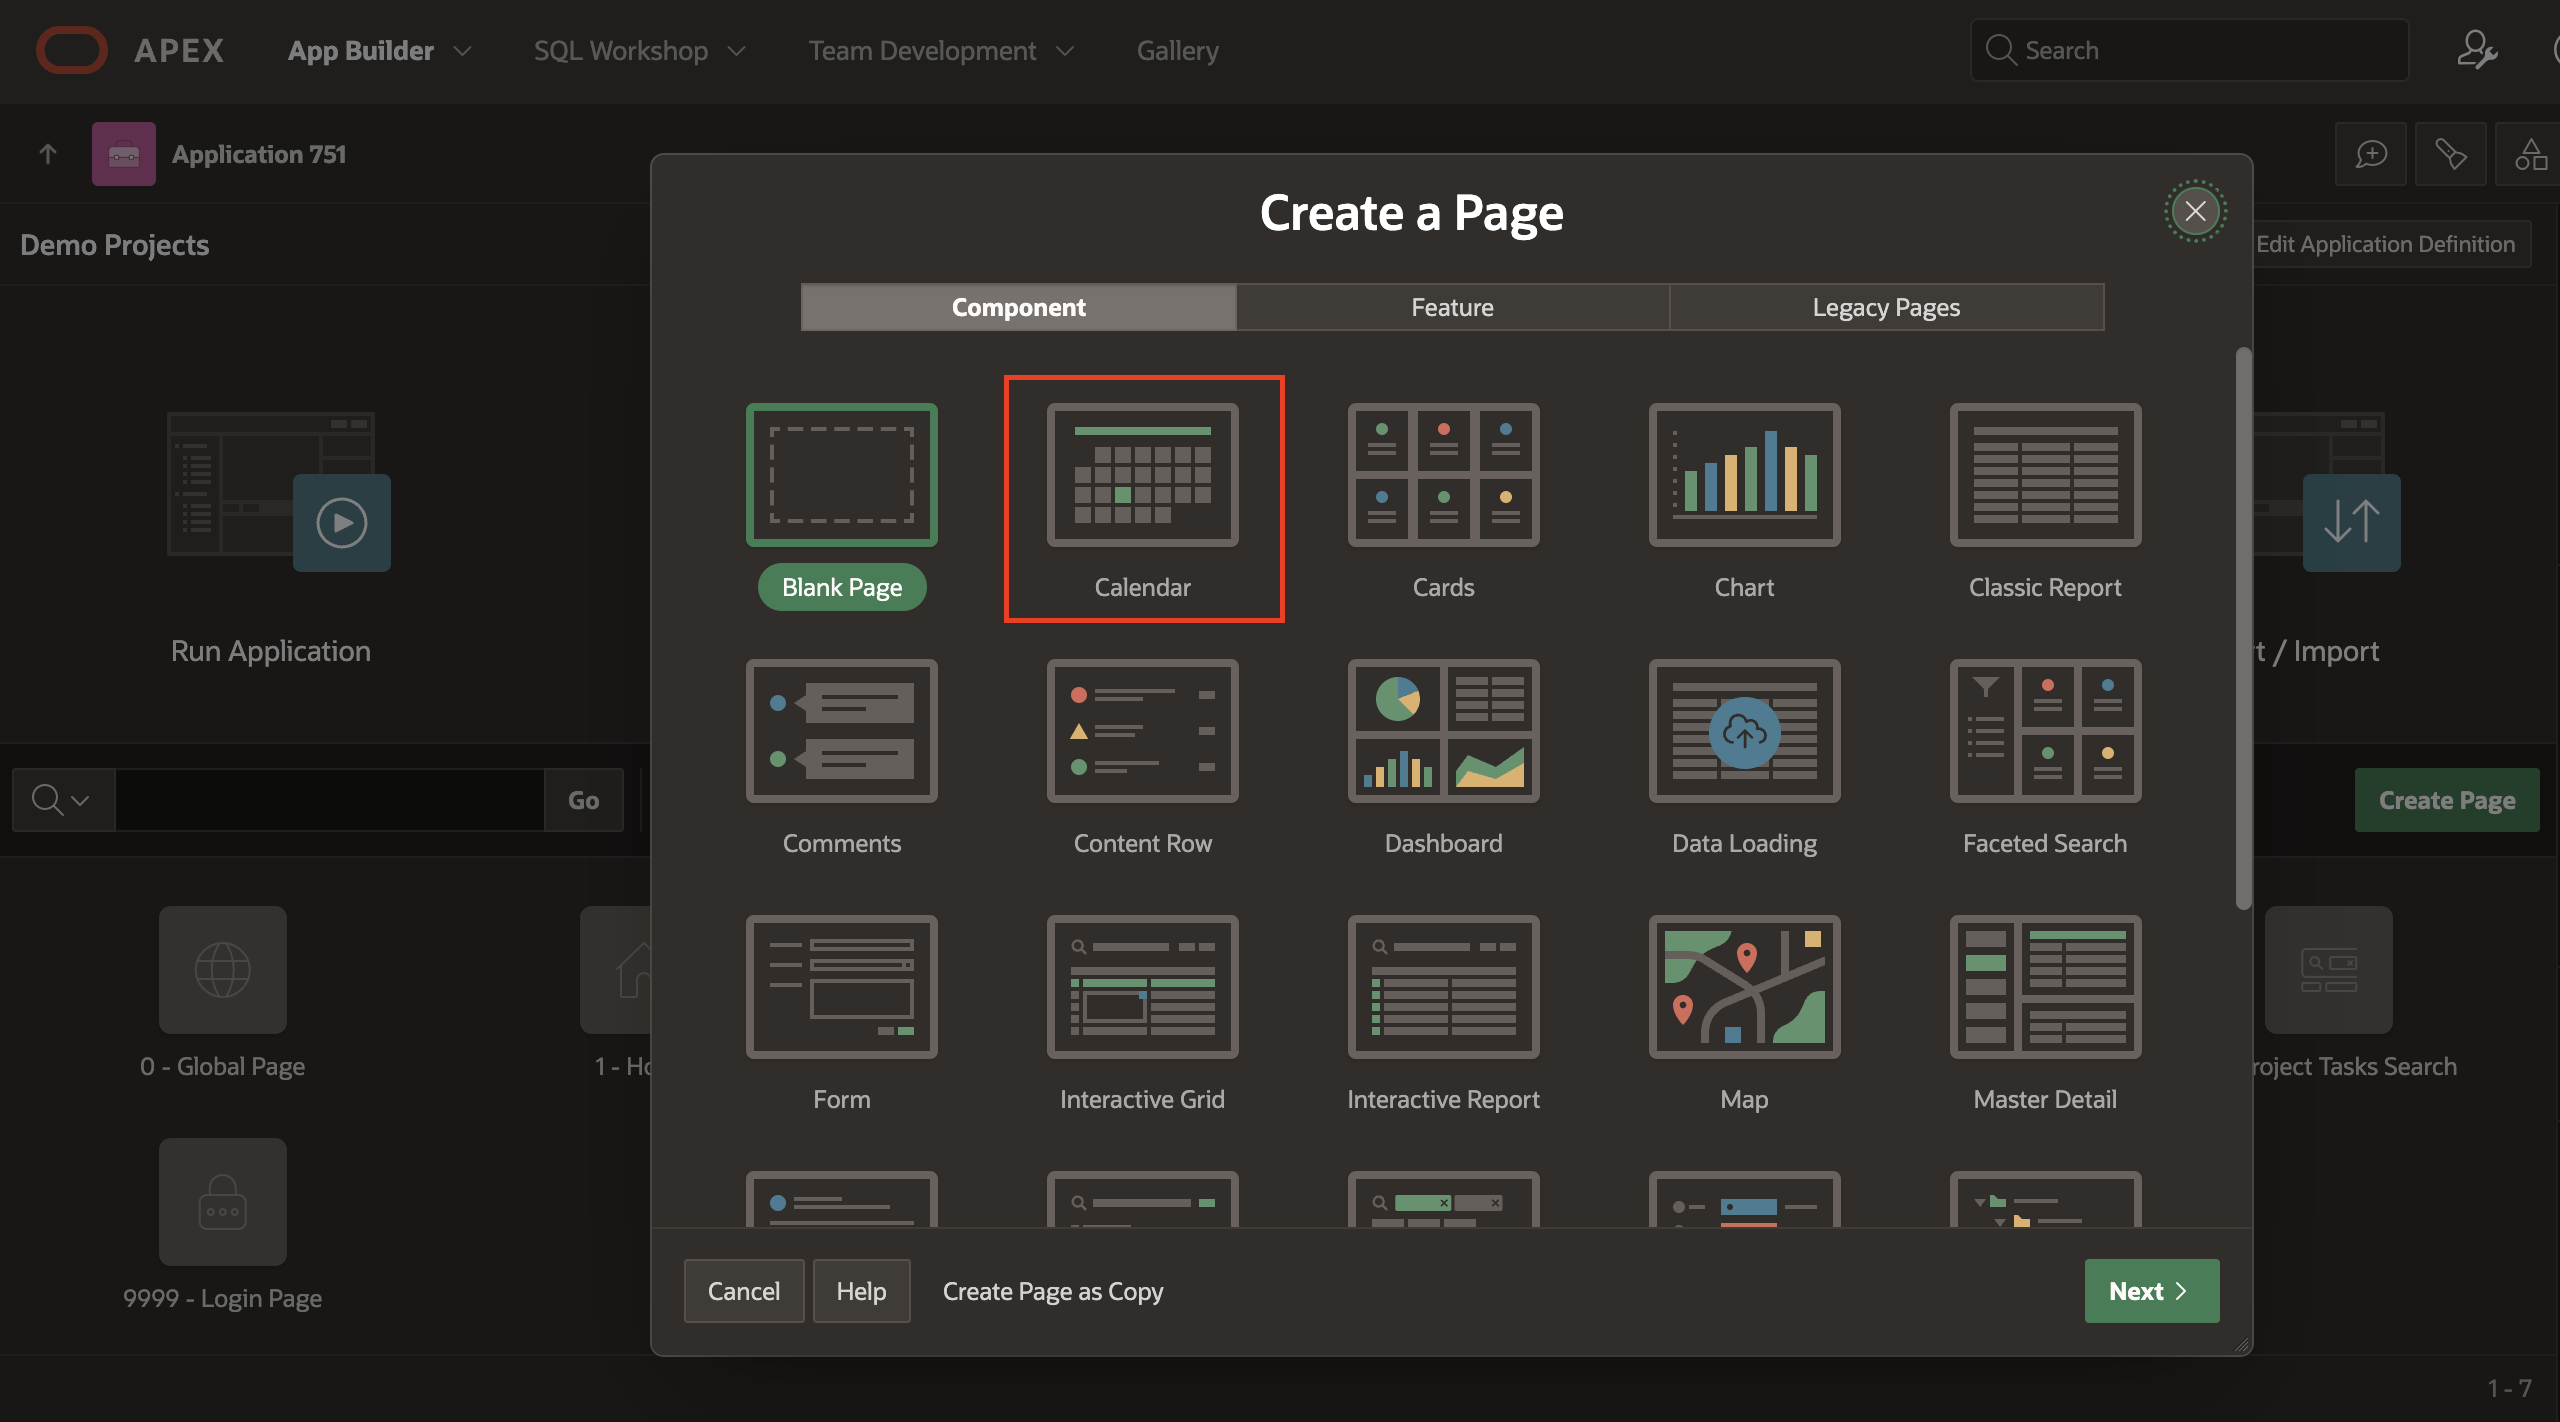 APEX
App Builder
SQL Workshop
Team Development
Gallery
Search
Application 751
Demo Projects
Edit Application Definition
Create a Page
Component
Feature
Legacy Pages
Blank Page
Calendar
Cards
Chart
Classic Report
Run Application
t / Import
Comments
Content Row
Dashboard
Data Loading
Faceted Search
Go
Create Page
Form
Interactive Grid
Interactive Report
Map
Master Detail
0 - Global Page
1 - Ho
roject Tasks Search
9999 - Login Page
Cancel
Help
Create Page as Copy
Next
1 - 7